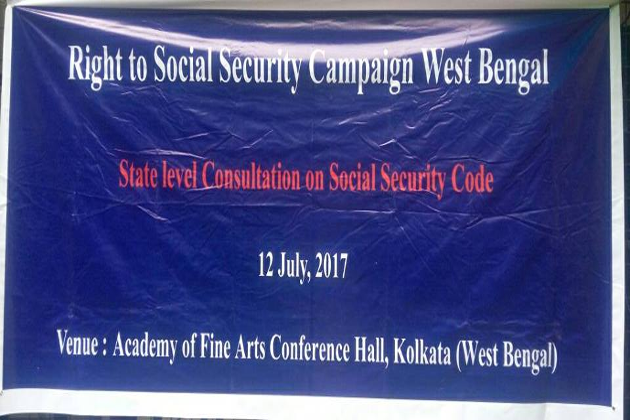 Right to Social Security Campaign West Bengal
State level Consultation on Social Security Code
12 July, 2017
Venue : Academy of Fine Arts Conference Hall, Kolkata (West Bengal)